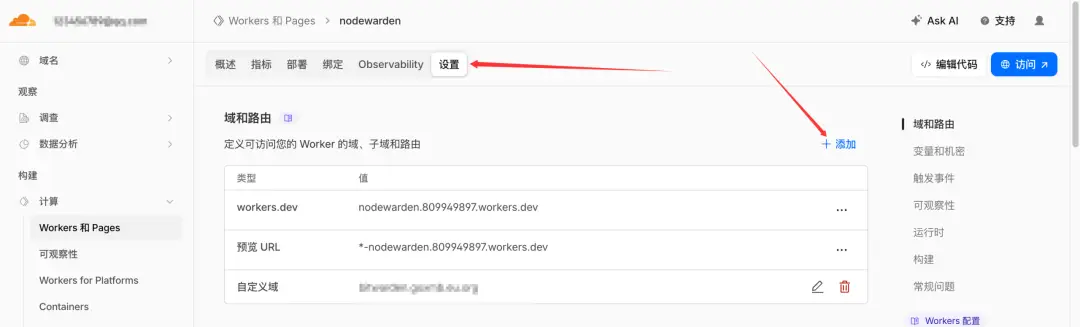 Workers 和 Pages > nodewarden
Ask AI
支持
域名
观察
调查
数据分析
构建
计算
Workers 和 Pages
可观察性
Workers for Platforms
Containers
概述 指标 部署 绑定 Observability 设置
</> 编辑代码
访问 ↗
域和路由
定义可访问您的 Worker 的域、子域和路由
+ 添加
类型 值
workers.dev nodewarden.809949897.workers.dev ...
预览 URL *-nodewarden.809949897.workers.dev ...
自定义域
域和路由
变量和机密
触发事件
可观察性
运行时
构建
常规问题
Workers 配置